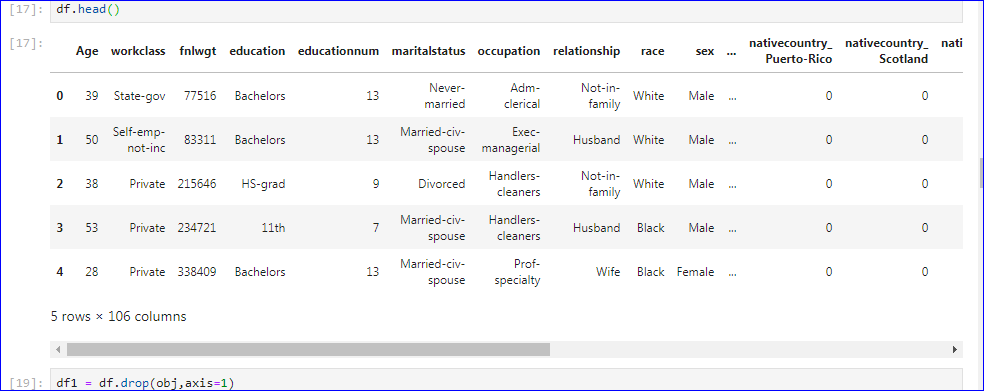 [17]: df.head()
[17]:
Age workclass fnlwgt education educationnum maritalstatus occupation relationship race sex ... nativecountry_ Puerto-Rico nativecountry_ Scotland nati
0 39 State-gov 77516 Bachelors 13 Never-married Adm-clerical Not-in-family White Male ... 0 0
1 50 Self-emp-not-inc 83311 Bachelors 13 Married-civ-spouse Exec-managerial Husband White Male ... 0 0
2 38 Private 215646 HS-grad 9 Divorced Handlers-cleaners Not-in-family White Male ... 0 0
3 53 Private 234721 11th 7 Married-civ-spouse Handlers-cleaners Husband Black Male ... 0 0
4 28 Private 338409 Bachelors 13 Married-civ-spouse Prof-specialty Wife Black Female ... 0 0
5 rows × 106 columns
[19]: df1 = df.drop(obj,axis=1)